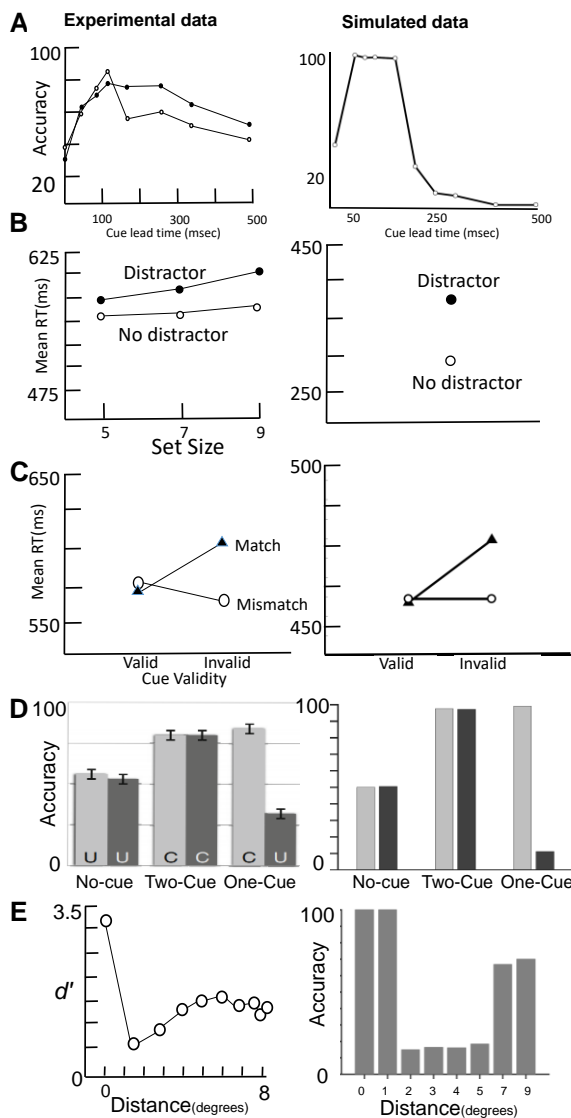 Experimental data
Simulated data
A
100
20
Accuracy
100
300
500
Cue lead time (msec)
100
20
50
250
500
Cue lead time (msec)
B
625
475
Mean RT(ms)
Distractor
No distractor
5
7
9
Set Size
450
250
Distractor
No distractor
C
650
550
Mean RT(ms)
Match
Mismatch
Valid
Invalid
Cue Validity
500
450
Valid
Invalid
D
100
0
Accuracy
U U C C C U
No-cue Two-Cue One-Cue
100
0
No-cue Two-Cue One-Cue
E
3.5
0
d'
0
8
Distance(degrees)
100
0
Accuracy
0 1 2 3 4 5 7 9
Distance(degrees)